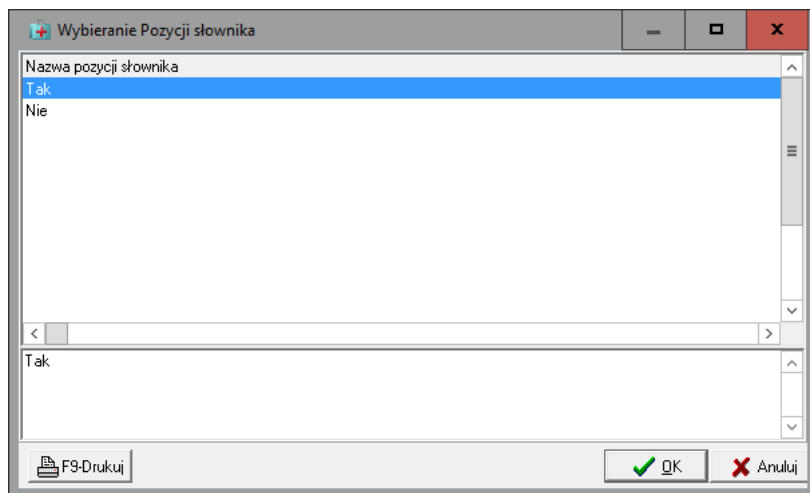 Wybieranie Pozycji słownika
Nazwa pozycji słownika
Tak
Nie
Tak
F9-Drukuj
OK
Anuluj